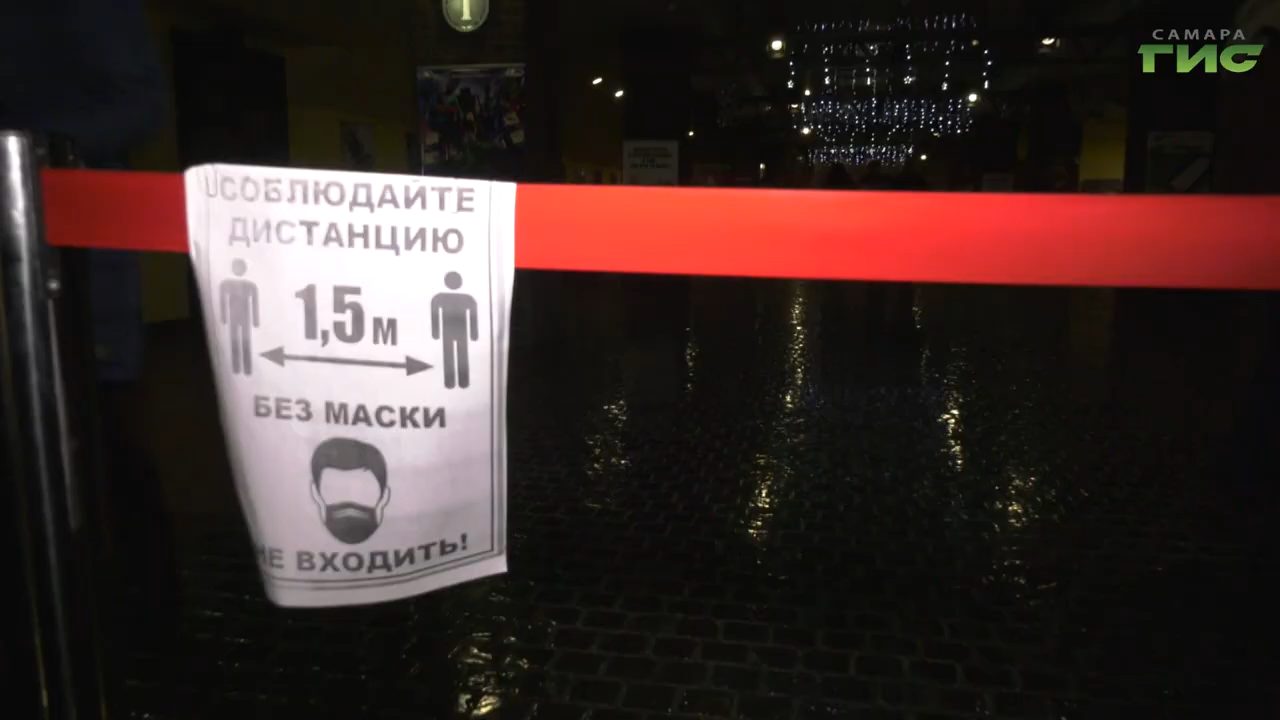 САМАРА
ГИС
СОБЛЮДАЙТЕ
ДИСТАНЦИЮ
1,5 м
БЕЗ МАСКИ
НЕ ВХОДИТЬ!